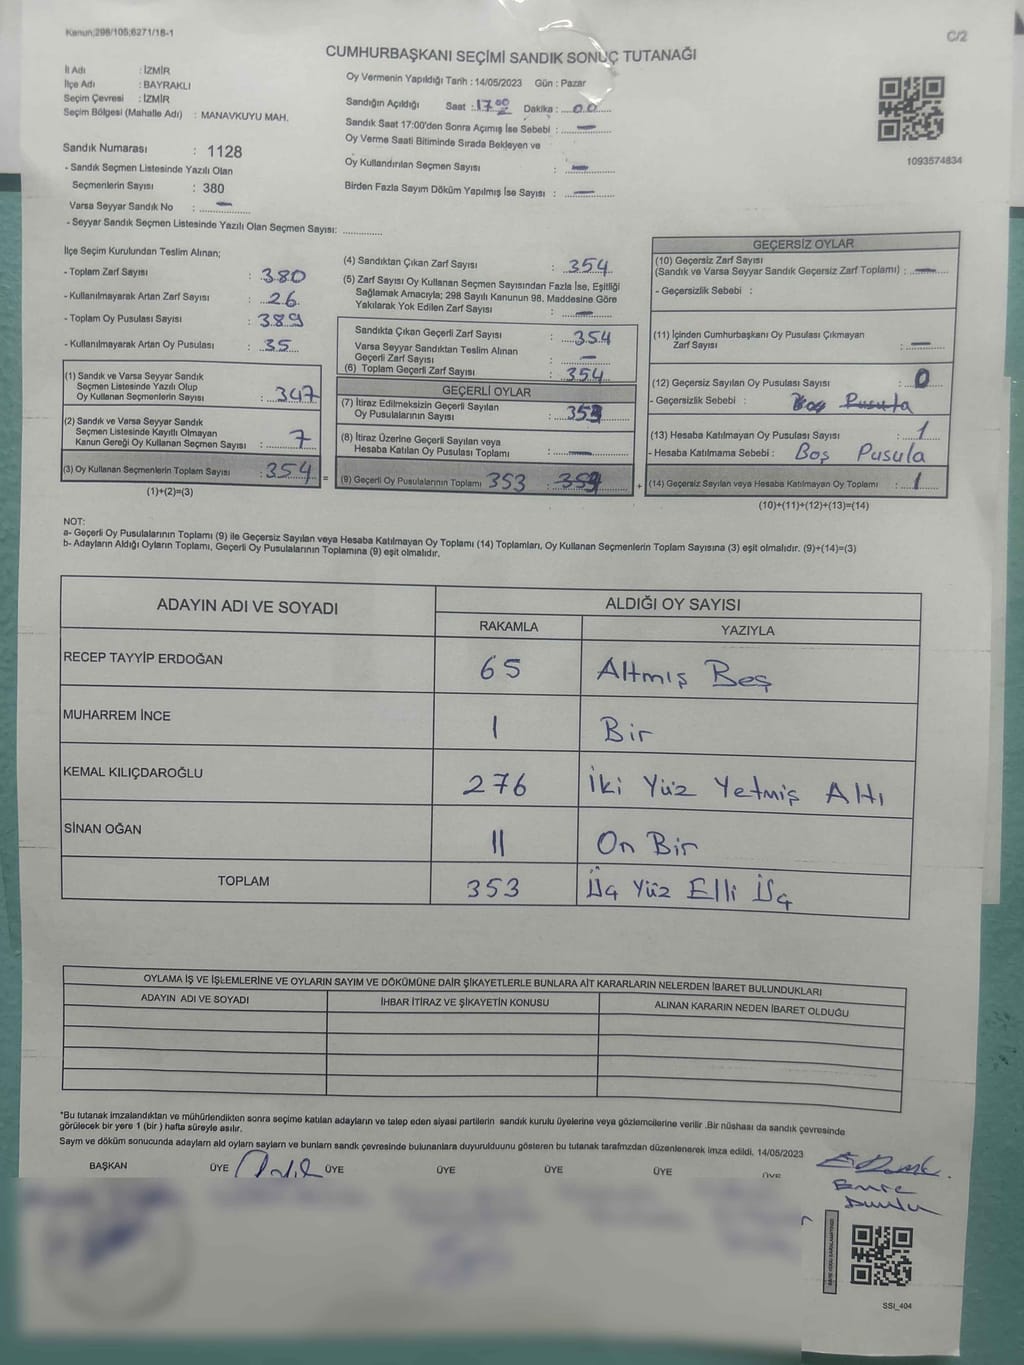 Kanun;298/105;6271/18-1
C/2
CUMHURBAŞKANI SEÇİMİ SANDIK SONUÇ TUTANAĞI
İl Adı : İZMİR
İlçe Adı : BAYRAKLI
Seçim Çevresi : İZMİR
Seçim Bölgesi (Mahalle Adı) : MANAVKUYU MAH.
Sandık Numarası : 1128
- Sandık Seçmen Listesinde Yazılı Olan
Seçmenlerin Sayısı : 380
Varsa Seyyar Sandık No : —
- Seyyar Sandık Seçmen Listesinde Yazılı Olan Seçmen Sayısı: ..............
Oy Vermenin Yapıldığı Tarih : 14/05/2023 Gün : Pazar
Sandığın Açıldığı Saat : 17 00 Dakika : 00
Sandık Saat 17:00'den Sonra Açımış İse Sebebi : —
Oy Verme Saati Bitiminde Sırada Bekleyen ve
Oy Kullandırılan Seçmen Sayısı : —
Birden Fazla Sayım Döküm Yapılmış İse Sayısı : —
1093574834
İlçe Seçim Kurulundan Teslim Alınan;
- Toplam Zarf Sayısı : 380
- Kullanılmayarak Artan Zarf Sayısı : 26
- Toplam Oy Pusulası Sayısı : 389
- Kullanılmayarak Artan Oy Pusulası : 35
(1) Sandık ve Varsa Seyyar Sandık
Seçmen Listesinde Yazılı Olup
Oy Kullanan Seçmenlerin Sayısı : 347
(2) Sandık ve Varsa Seyyar Sandık
Seçmen Listesinde Kayıtlı Olmayan
Kanun Gereği Oy Kullanan Seçmen Sayısı : 7
(3) Oy Kullanan Seçmenlerin Toplam Sayısı : 354
(1)+(2)=(3)
=
(4) Sandıktan Çıkan Zarf Sayısı : 354
(5) Zarf Sayısı Oy Kullanan Seçmen Sayısından Fazla İse, Eşitliği
Sağlamak Amacıyla; 298 Sayılı Kanunun 98. Maddesine Göre
Yakılarak Yok Edilen Zarf Sayısı : —
Sandıkta Çıkan Geçerli Zarf Sayısı : 354
Varsa Seyyar Sandıktan Teslim Alınan
Geçerli Zarf Sayısı : —
(6) Toplam Geçerli Zarf Sayısı : 354
GEÇERLİ OYLAR
(7) İtiraz Edilmeksizin Geçerli Sayılan
Oy Pusulalarının Sayısı : 353
(8) İtiraz Üzerine Geçerli Sayılan veya
Hesaba Katılan Oy Pusulası Toplamı : —
(9) Geçerli Oy Pusulalarının Toplamı 353 :
+
GEÇERSİZ OYLAR
(10) Geçersiz Zarf Sayısı
(Sandık ve Varsa Seyyar Sandık Geçersiz Zarf Toplamı) : —
- Geçersizlik Sebebi :
(11) İçinden Cumhurbaşkanı Oy Pusulası Çıkmayan
Zarf Sayısı : —
(12) Geçersiz Sayılan Oy Pusulası Sayısı : 0
- Geçersizlik Sebebi : Boş Pusula
(13) Hesaba Katılmayan Oy Pusulası Sayısı : 1
- Hesaba Katılmama Sebebi : Boş Pusula
(14) Geçersiz Sayılan veya Hesaba Katılmayan Oy Toplamı : 1
(10)+(11)+(12)+(13)=(14)
NOT:
a- Geçerli Oy Pusulalarının Toplamı (9) ile Geçersiz Sayılan veya Hesaba Katılmayan Oy Toplamı (14) Toplamları, Oy Kullanan Seçmenlerin Toplam Sayısına (3) eşit olmalıdır. (9)+(14)=(3)
b- Adayların Aldığı Oyların Toplamı, Geçerli Oy Pusulalarının Toplamına (9) eşit olmalıdır.
ADAYIN ADI VE SOYADI ALDIĞI OY SAYISI
RAKAMLA YAZIYLA
RECEP TAYYİP ERDOĞAN 65 Altmış Beş
MUHARREM İNCE 1 Bir
KEMAL KILIÇDAROĞLU 276 İki Yüz Yetmiş Altı
SİNAN OĞAN 11 On Bir
TOPLAM 353 Üç Yüz Elli Üç
OYLAMA İŞ VE İŞLEMLERİNE VE OYLARIN SAYIM VE DÖKÜMÜNE DAİR ŞİKAYETLERLE BUNLARA AİT KARARLARIN NELERDEN İBARET BULUNDUKLARI
ADAYIN ADI VE SOYADI İHBAR İTİRAZ VE ŞİKAYETİN KONUSU ALINAN KARARIN NEDEN İBARET OLDUĞU
*Bu tutanak imzalandıktan ve mühürlendikten sonra seçime katılan adayların ve talep eden siyasi partilerin sandık kurulu üyelerine veya gözlemcilerine verilir .Bir nüshası da sandık çevresinde
görülecek bir yere 1 (bir ) hafta süreyle asılır.
Sayım ve döküm sonucunda adayların ald oyların sayların ve bunların sandk çevresinde bulunanlara duyurulduunu gösteren bu tutanak tarafmzdan düzenlenerek imza edildi. 14/05/2023
BAŞKAN ÜYE ÜYE ÜYE ÜYE ÜYE ÜYE
Emre
SSI_404